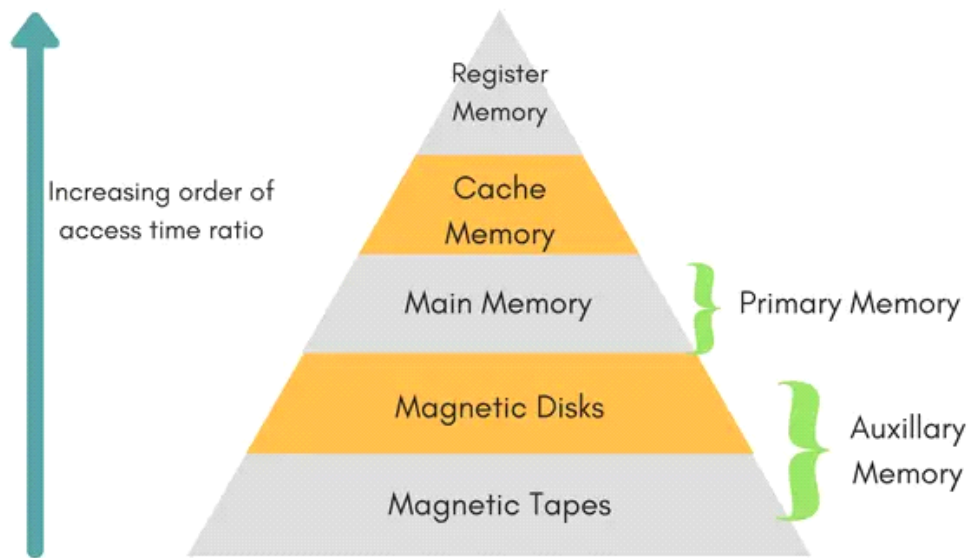 Register
Memory
Increasing order of
access time ratio
Cache
Memory
Main Memory
Primary Memory
Magnetic Disks
Auxillary
Memory
Magnetic Tapes